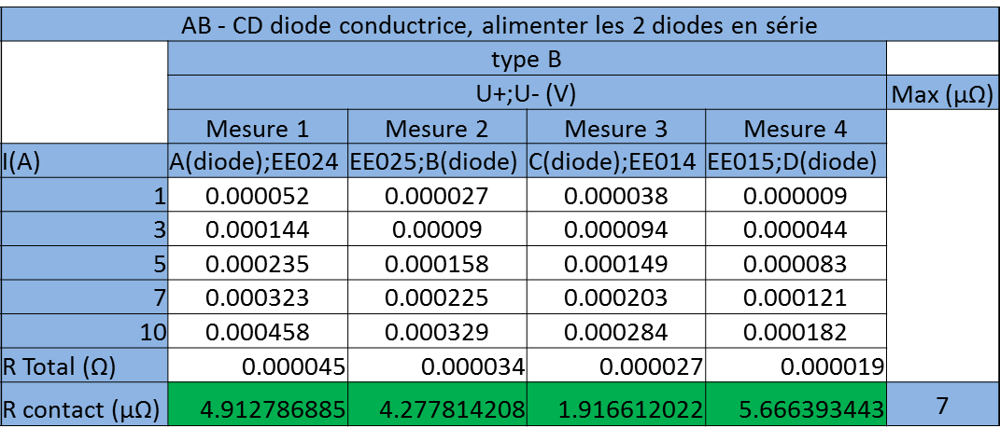 AB - CD diode conductrice, alimenter les 2 diodes en série
type B
U+;U- (V) Max (μΩ)
Mesure 1 Mesure 2 Mesure 3 Mesure 4
I(A) A(diode);EE024 EE025;B(diode) C(diode);EE014 EE015;D(diode)
1 0.000052 0.000027 0.000038 0.000009
3 0.000144 0.00009 0.000094 0.000044
5 0.000235 0.000158 0.000149 0.000083
7 0.000323 0.000225 0.000203 0.000121
10 0.000458 0.000329 0.000284 0.000182
R Total (Ω) 0.000045 0.000034 0.000027 0.000019
R contact (μΩ) 4.912786885 4.277814208 1.916612022 5.666393443 7